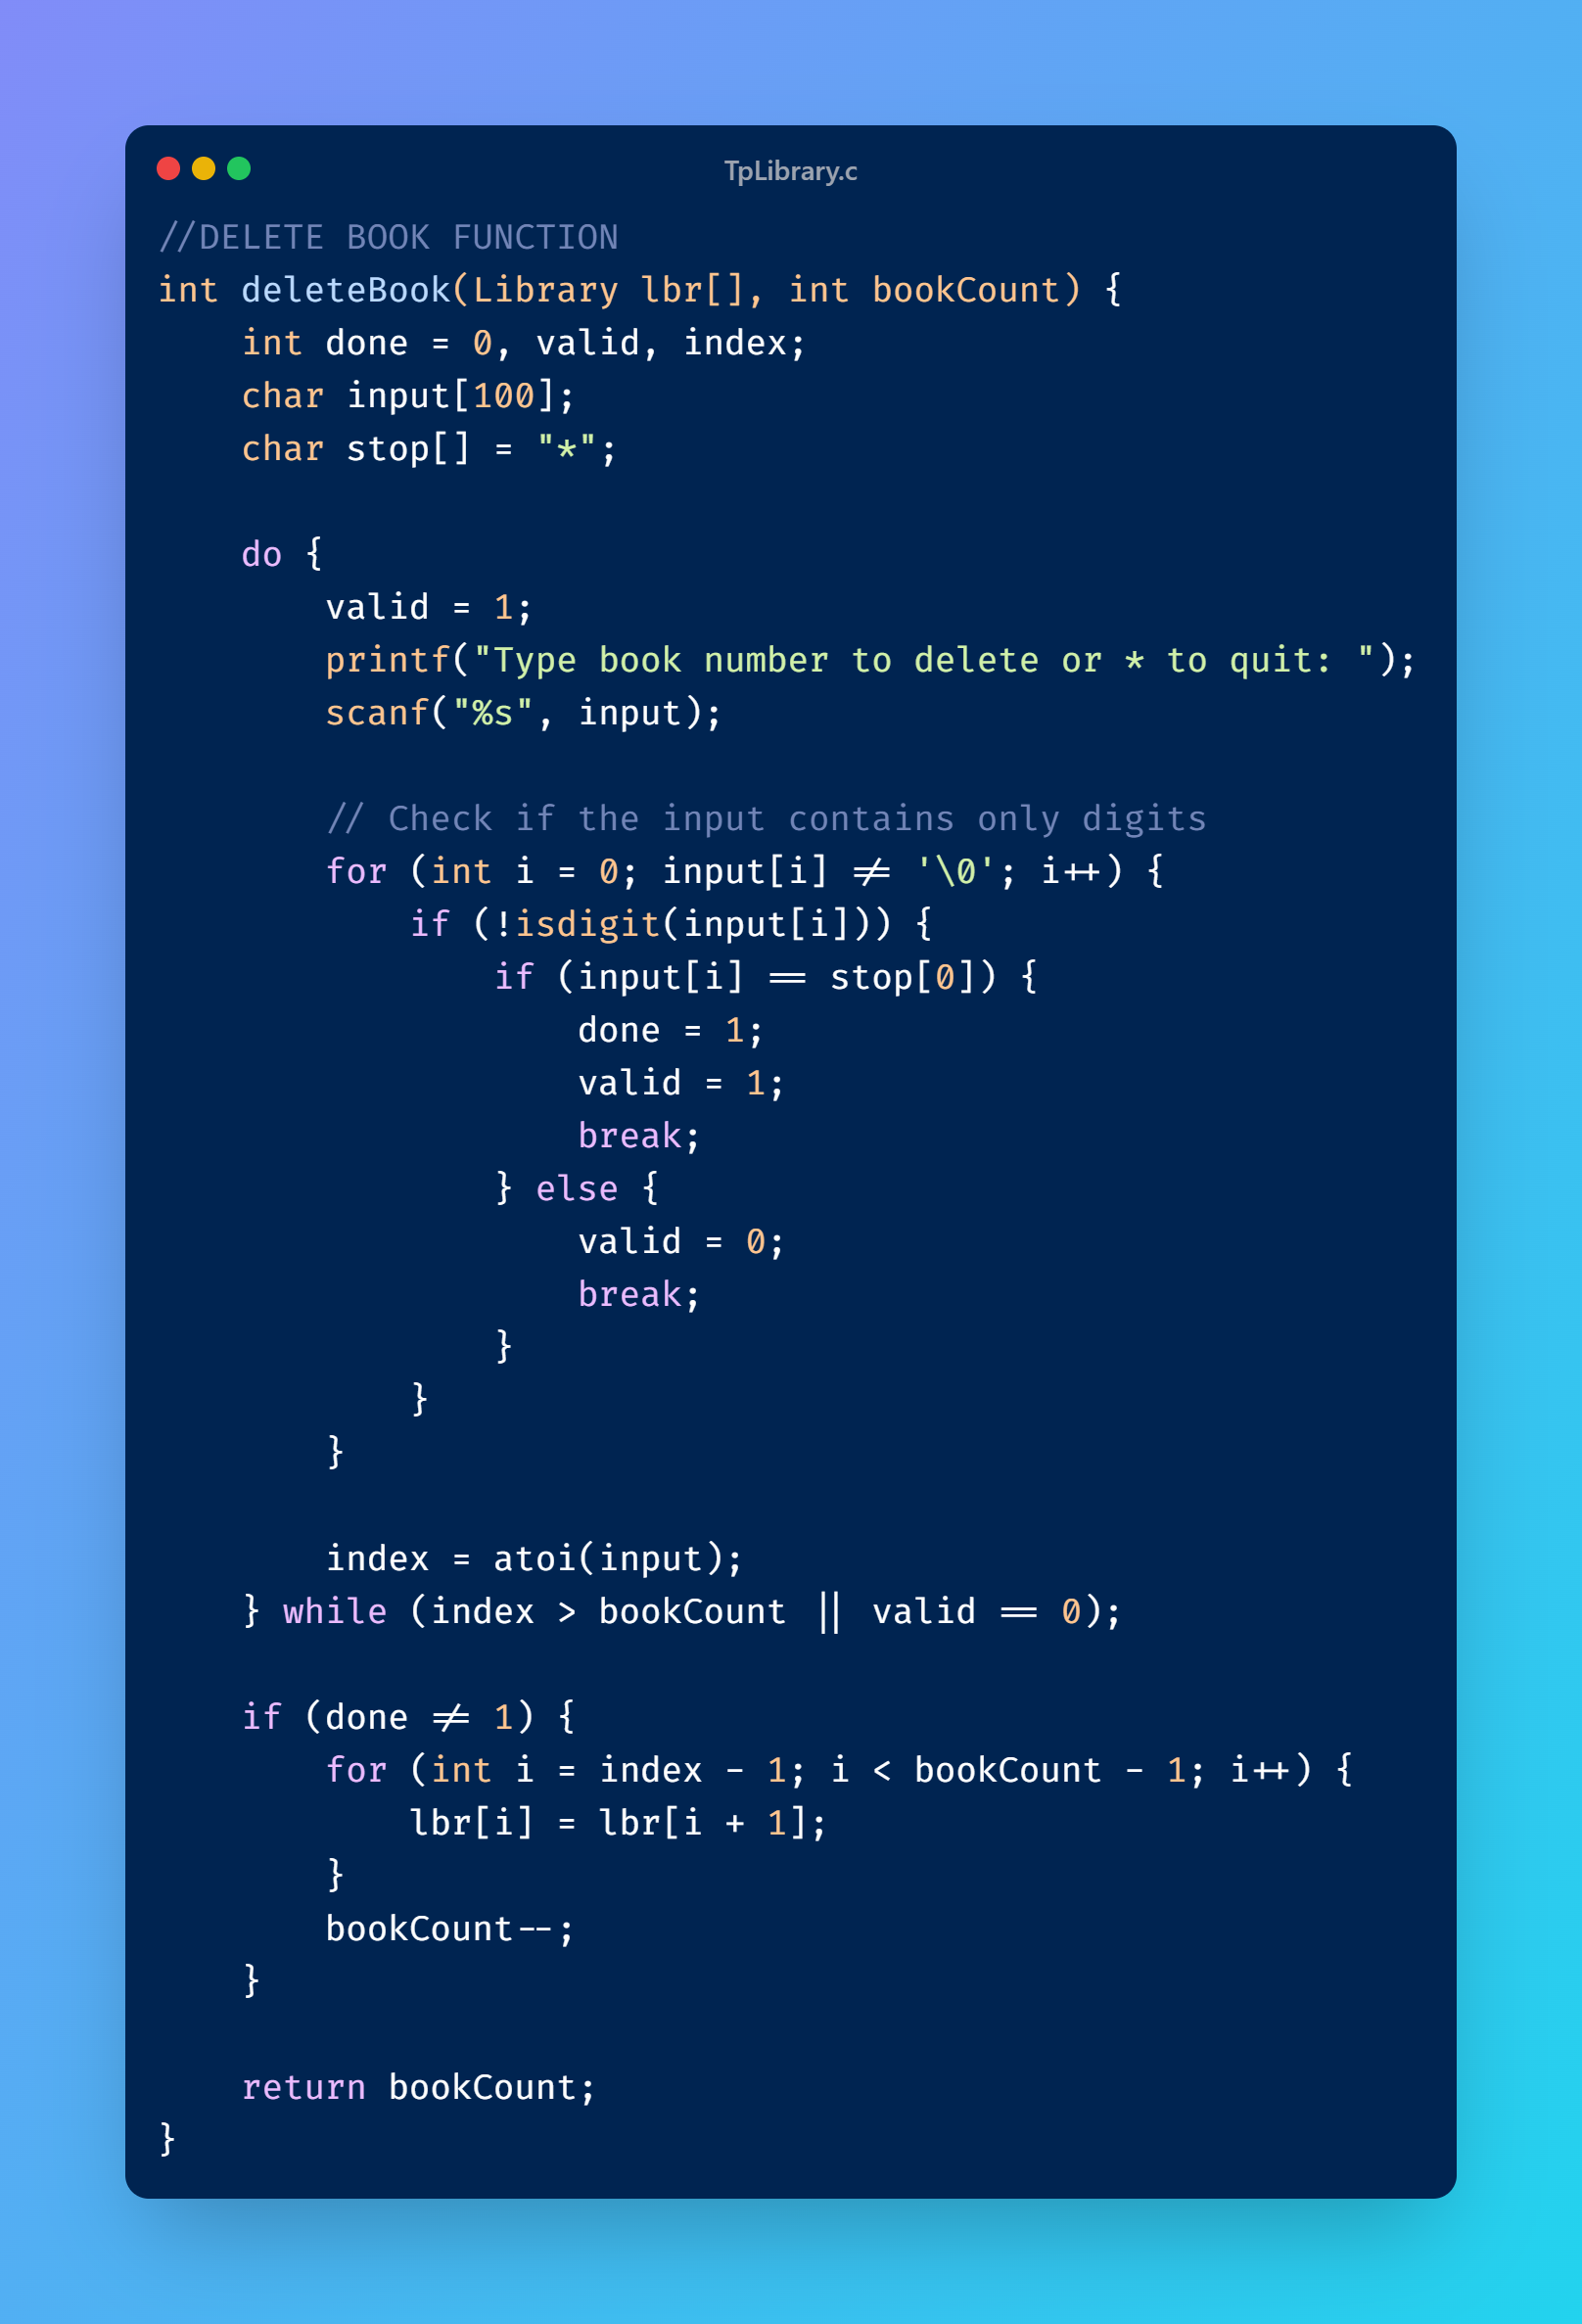 TpLibrary.c
//DELETE BOOK FUNCTION
int deleteBook(Library lbr[], int bookCount) {
    int done = 0, valid, index;
    char input[100];
    char stop[] = "*";

    do {
        valid = 1;
        printf("Type book number to delete or * to quit: ");
        scanf("%s", input);

        // Check if the input contains only digits
        for (int i = 0; input[i] != '\0'; i++) {
            if (!isdigit(input[i])) {
                if (input[i] == stop[0]) {
                    done = 1;
                    valid = 1;
                    break;
                } else {
                    valid = 0;
                    break;
                }
            }
        }

        index = atoi(input);
    } while (index > bookCount || valid == 0);

    if (done != 1) {
        for (int i = index - 1; i < bookCount - 1; i++) {
            lbr[i] = lbr[i + 1];
        }
        bookCount--;
    }

    return bookCount;
}